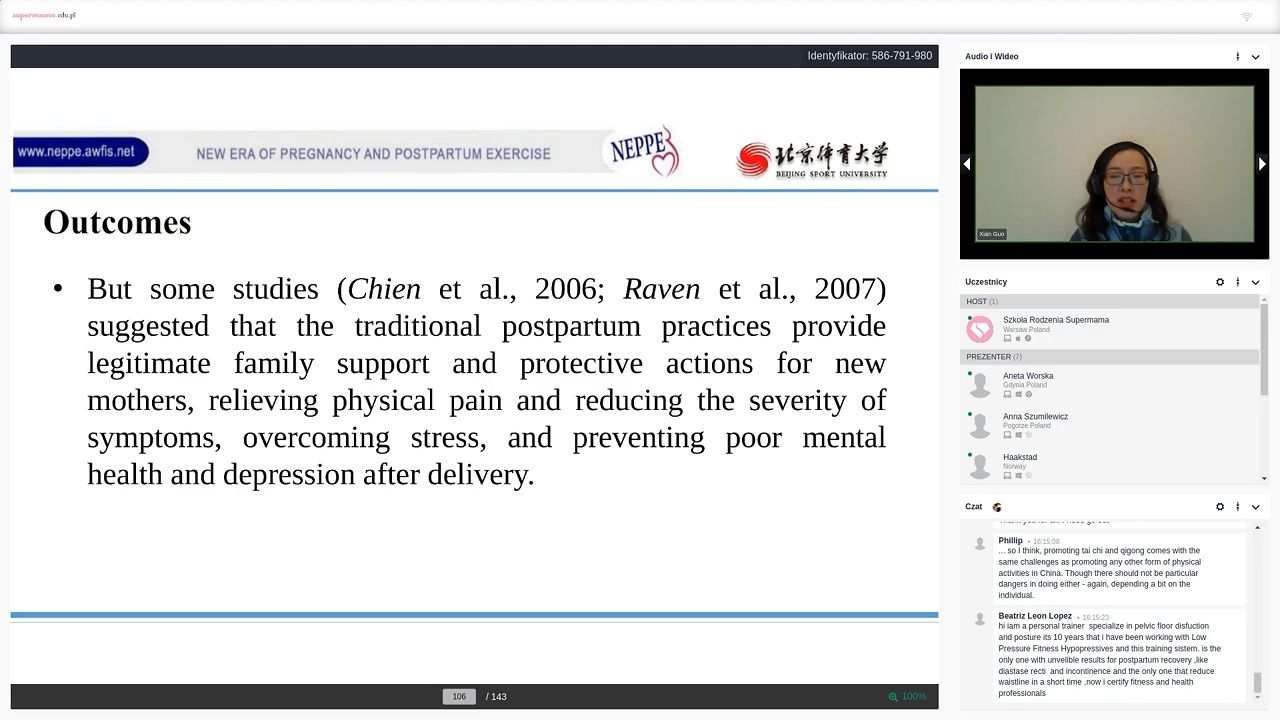 supermama.edu.pl
Identyfikator: 586-791-980
www.neppe.awfis.net
NEW ERA OF PREGNANCY AND POSTPARTUM EXERCISE
NEPPE
北京体育大学
BEIJING SPORT UNIVERSITY
Outcomes
• But some studies (Chien et al., 2006; Raven et al., 2007)
suggested that the traditional postpartum practices provide
legitimate family support and protective actions for new
mothers, relieving physical pain and reducing the severity of
symptoms, overcoming stress, and preventing poor mental
health and depression after delivery.
106 / 143
100%
Audio i Wideo
Xian Guo
Uczestnicy
HOST (1)
Szkoła Rodzenia Supermama
Warsaw Poland
PREZENTER (7)
Aneta Worska
Gdynia Poland
Anna Szumilewicz
Pogorze Poland
Haakstad
Norway
Czat
Phillip • 16:15:08
... so I think, promoting tai chi and qigong comes with the
same challenges as promoting any other form of physical
activities in China. Though there should not be particular
dangers in doing either - again, depending a bit on the
individual.
Beatriz Leon Lopez • 16:15:23
hi iam a personal trainer specialize in pelvic floor disfuction
and posture its 10 years that i have been working with Low
Pressure Fitness Hypopressives and this training sistem. is the
only one with unvelible results for postpartum recovery ,like
diastase recti and incontinence and the only one that reduce
waistline in a short time ,now i certify fitness and health
professionals